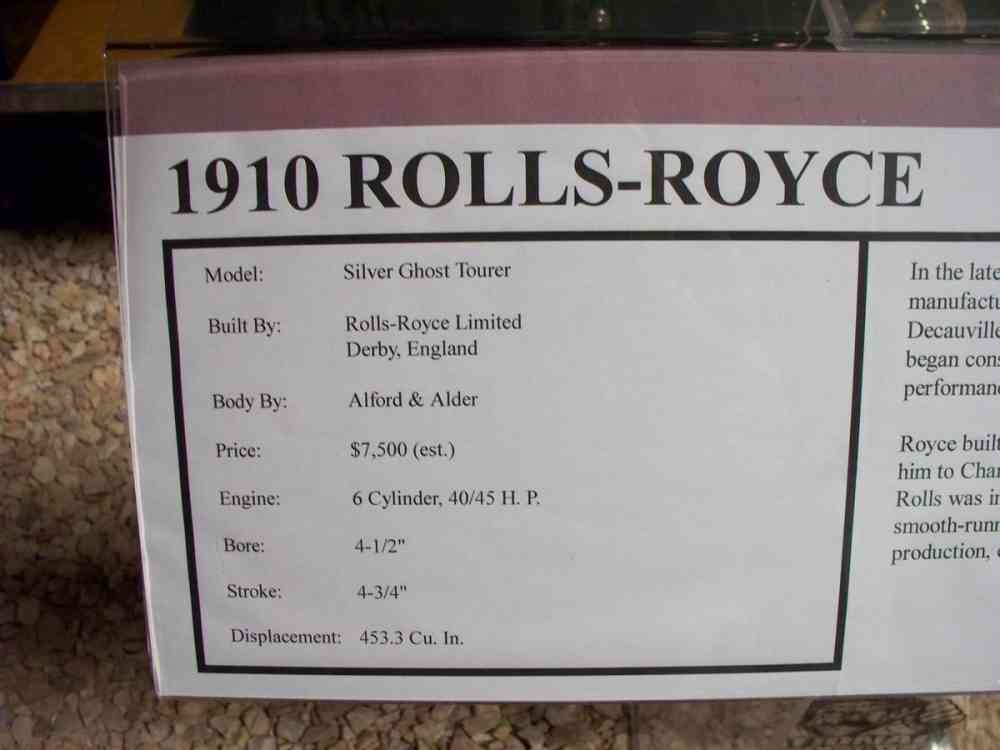 1910 ROLLS-ROYCE
Model: Silver Ghost Tourer
Built By: Rolls-Royce Limited
Derby, England
Body By: Alford & Alder
Price: $7,500 (est.)
Engine: 6 Cylinder, 40/45 H. P.
Bore: 4-1/2"
Stroke: 4-3/4"
Displacement: 453.3 Cu. In.
In the late
manufactu
Decauville
began cons
performanc
Royce built
him to Char
Rolls was in
smooth-runn
production,